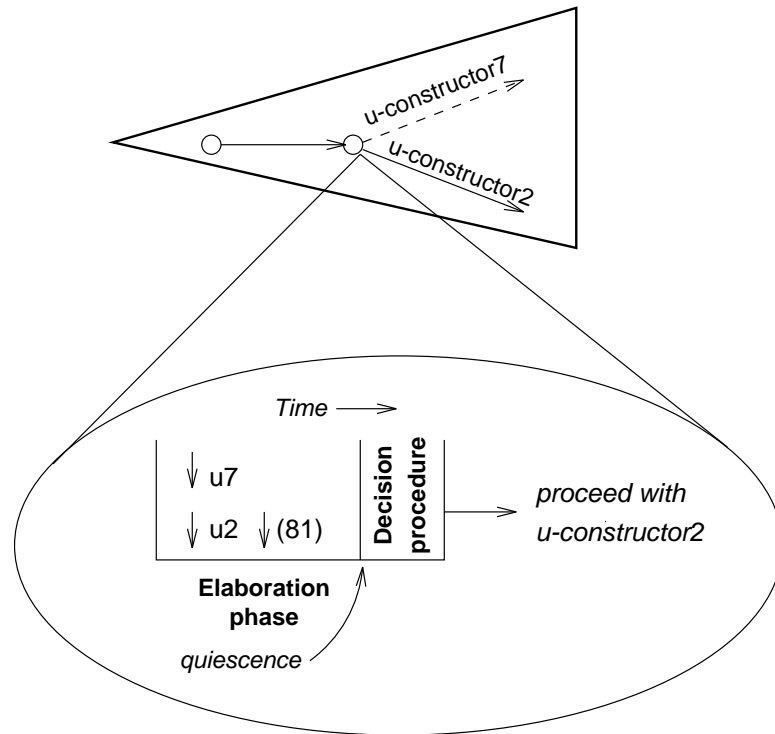 u-constructor7
u-constructor2
Time
u7
u2
(81)
Decision
procedure
proceed with
u-constructor2
Elaboration
phase
quiescence